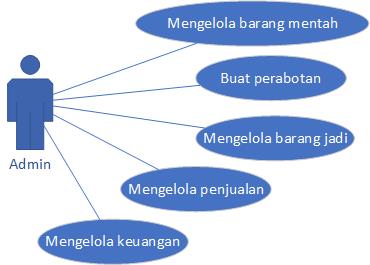 Mengelola barang mentah
Buat perabotan
Mengelola barang jadi
Admin
Mengelola penjualan
Mengelola keuangan